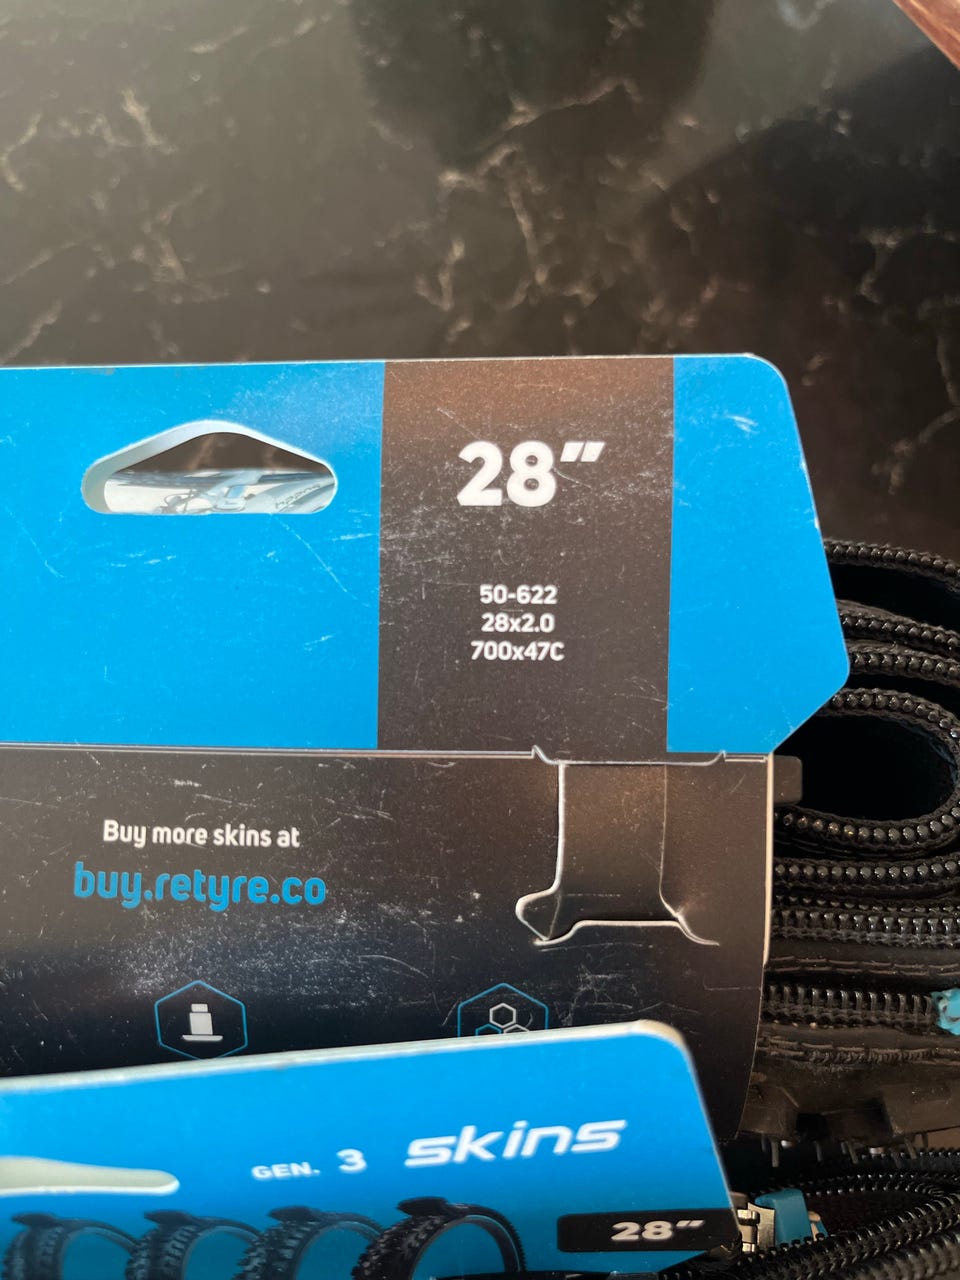 28"
50-622
28x2.0
700x47C
Buy more skins at
buy.retyre.co
GEN. 3 skins
28"